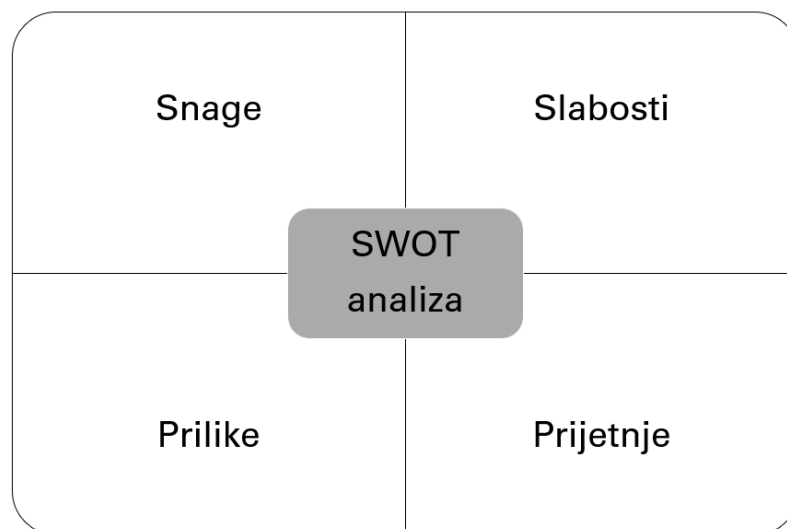 Snage
Slabosti
SWOT
analiza
Prilike
Prijetnje